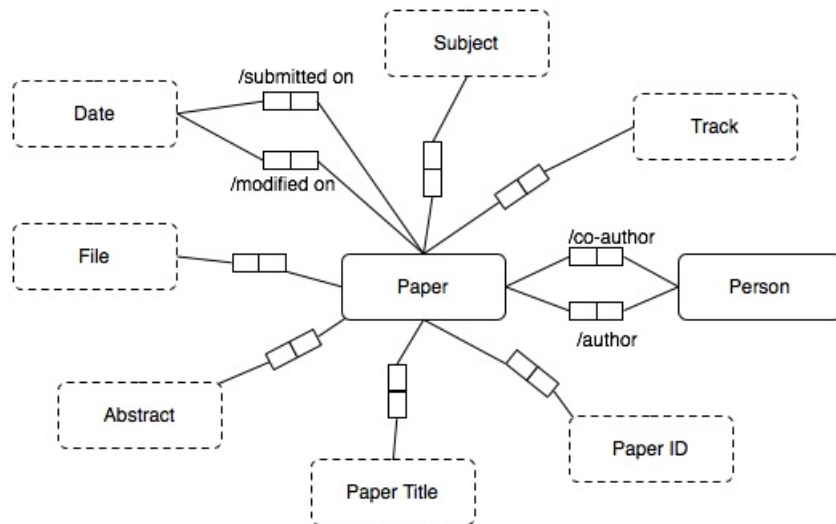 Subject
/submitted on
Date
Track
/modified on
/co-author
File
Paper
Person
/author
Abstract
Paper ID
Paper Title